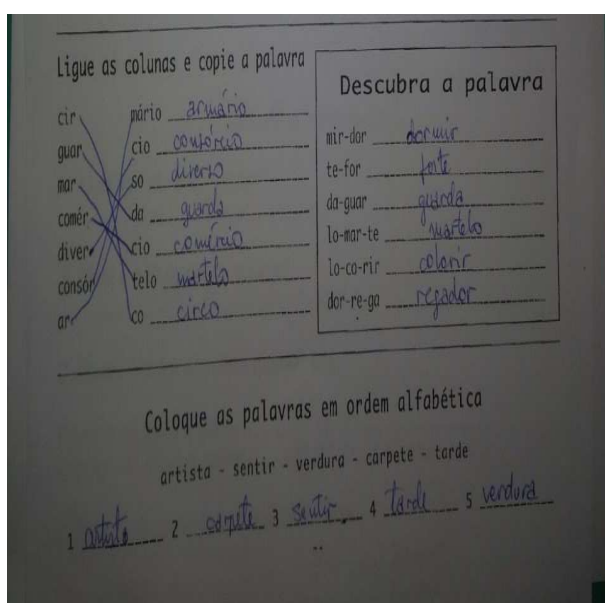 Ligue as colunas e copie a palavra
cir mário armário
guar cio consórcio
mar so diverso
comér da guarda
diver cio comércio
consór telo martelo
ar co circo
Descubra a palavra
mir-dor dormir
te-for forte
da-guar guarda
lo-mar-te martelo
lo-co-rir colorir
dor-re-ga regador
Coloque as palavras em ordem alfabética
artista - sentir - verdura - carpete - tarde
1 artista 2 carpete 3 sentir 4 tarde 5 verdura